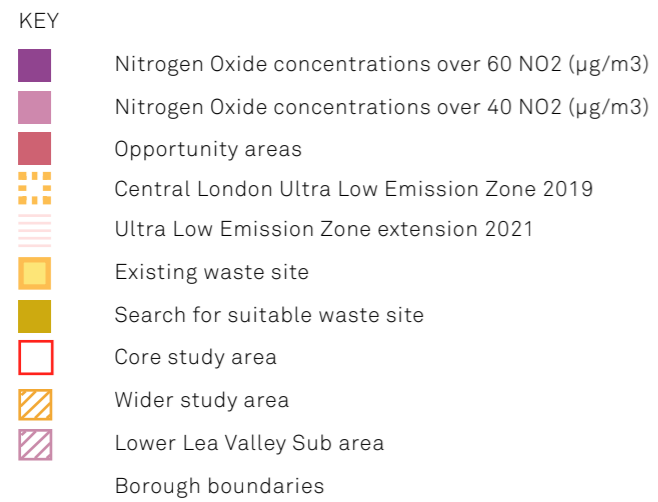 KEY
Nitrogen Oxide concentrations over 60 NO2 (µg/m3)
Nitrogen Oxide concentrations over 40 NO2 (µg/m3)
Opportunity areas
Central London Ultra Low Emission Zone 2019
Ultra Low Emission Zone extension 2021
Existing waste site
Search for suitable waste site
Core study area
Wider study area
Lower Lea Valley Sub area
Borough boundaries